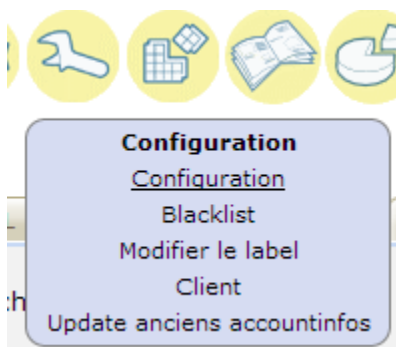 Configuration
Configuration
Blacklist
Modifier le label
Client
:h
Update anciens accountinfos